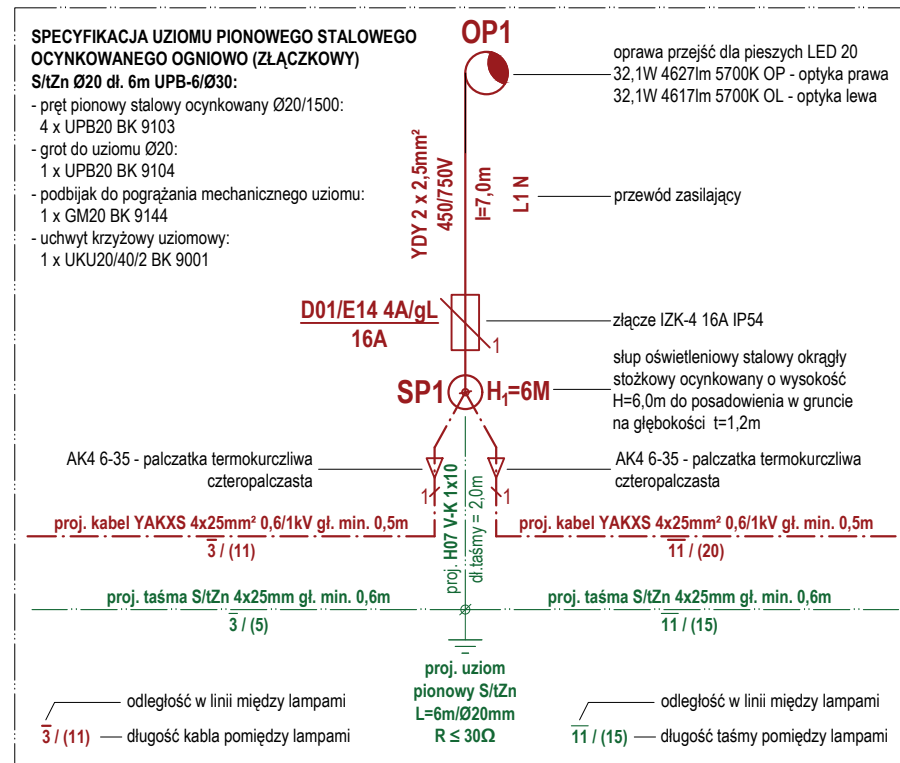 SPECYFIKACJA UZIOMU PIONOWEGO STALOWEGO
OCYNKOWANEGO OGNIOWO (ZŁĄCZKOWY)
S/tZn Ø20 dł. 6m UPB-6/Ø30:
- pręt pionowy stalowy ocynkowany Ø20/1500:
4 x UPB20 BK 9103
- grot do uziomu Ø20:
1 x UPB20 BK 9104
- podbijak do pogrążania mechanicznego uziomu:
1 x GM20 BK 9144
- uchwyt krzyżowy uziomowy:
1 x UKU20/40/2 BK 9001
OP1
oprawa przejść dla pieszych LED 20
32,1W 4627lm 5700K OP - optyka prawa
32,1W 4617lm 5700K OL - optyka lewa
YDY 2 x 2,5mm²
450/750V
l=7,0m
L1 N
przewód zasilający
D01/E14 4A/gL
16A
1
złącze IZK-4 16A IP54
SP1
H₁=6M
słup oświetleniowy stalowy okrągły
stożkowy ocynkowany o wysokość
H=6,0m do posadowienia w gruncie
na głębokości t=1,2m
AK4 6-35 - palczatka termokurczliwa
czteropalczasta
1
1
AK4 6-35 - palczatka termokurczliwa
czteropalczasta
proj. H07 V-K 1x10
dł.taśmy = 2,0m
proj. kabel YAKXS 4x25mm² 0,6/1kV gł. min. 0,5m
3 / (11)
proj. kabel YAKXS 4x25mm² 0,6/1kV gł. min. 0,5m
11 / (20)
proj. taśma S/tZn 4x25mm gł. min. 0,6m
3 / (5)
proj. taśma S/tZn 4x25mm gł. min. 0,6m
11 / (15)
proj. uziom
pionowy S/tZn
L=6m/Ø20mm
R ≤ 30Ω
odległość w linii między lampami
3 / (11) długość kabla pomiędzy lampami
odległość w linii między lampami
11 / (15) długość taśmy pomiędzy lampami